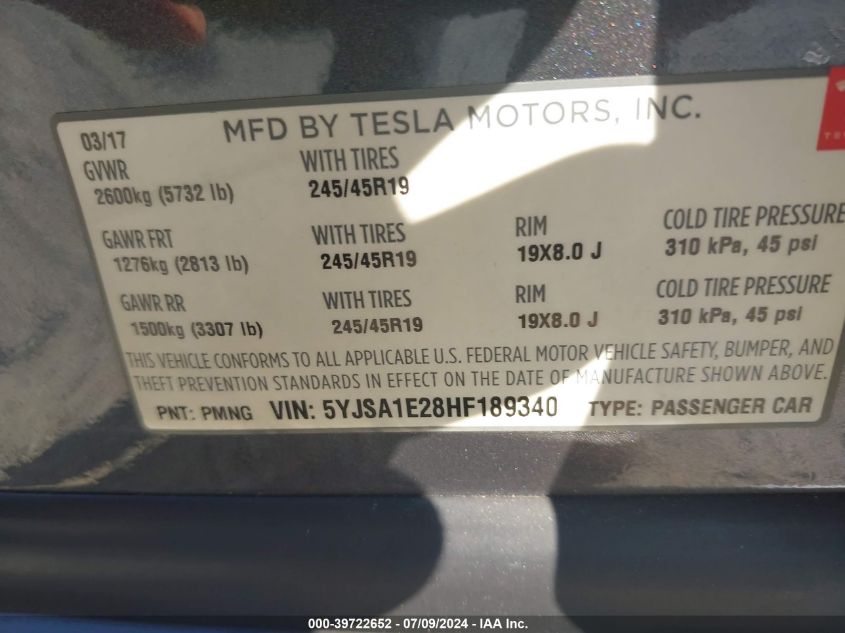 03/17 MFD BY TESLA MOTORS, INC.
GVWR WITH TIRES
2600kg (5732 lb) 245/45R19
GAWR FRT WITH TIRES RIM COLD TIRE PRESSURE
1276kg (2813 lb) 245/45R19 19X8.0 J 310 kPa, 45 psi
GAWR RR WITH TIRES RIM COLD TIRE PRESSURE
1500kg (3307 lb) 245/45R19 19X8.0 J 310 kPa, 45 psi
THIS VEHICLE CONFORMS TO ALL APPLICABLE U.S. FEDERAL MOTOR VEHICLE SAFETY, BUMPER, AND
THEFT PREVENTION STANDARDS IN EFFECT ON THE DATE OF MANUFACTURE SHOWN ABOVE.
PNT: PMNG VIN: 5YJSA1E28HF189340 TYPE: PASSENGER CAR
000-39722652 / 07/09/2024 - IAA Inc.